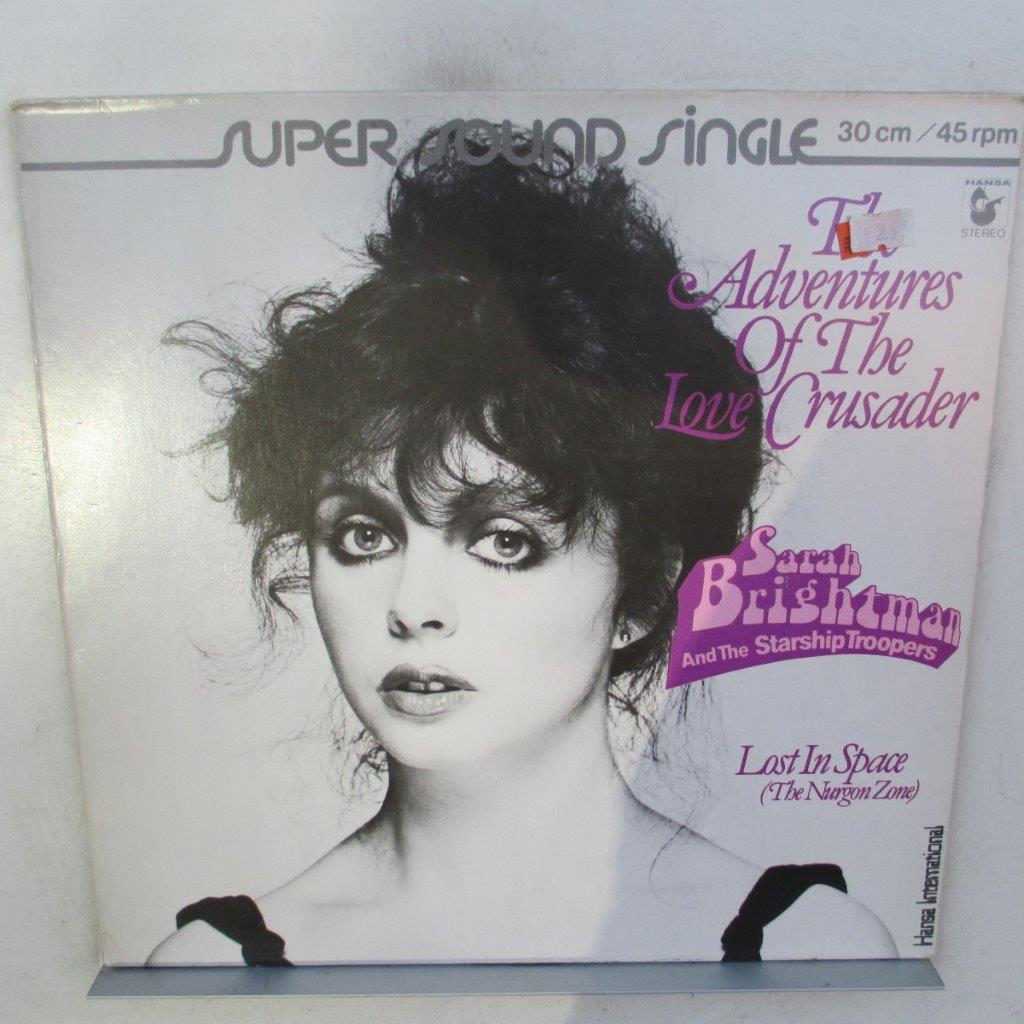 SUPER SOUND SINGLE 30 cm / 45 rpm
HANSA
STEREO
The
Adventures
Of The
Love Crusader
Sarah
Brightman
And The Starship Troopers
Lost In Space
(The Nurgon Zone)
Hansa International